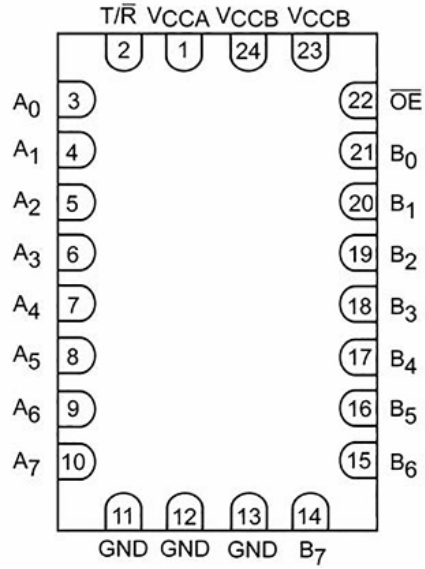 T/R̅ VCCA VCCB VCCB
2 1 24 23
A0 3 22 O̅E̅
A1 4 21 B0
A2 5 20 B1
A3 6 19 B2
A4 7 18 B3
A5 8 17 B4
A6 9 16 B5
A7 10 15 B6
11 12 13 14
GND GND GND B7